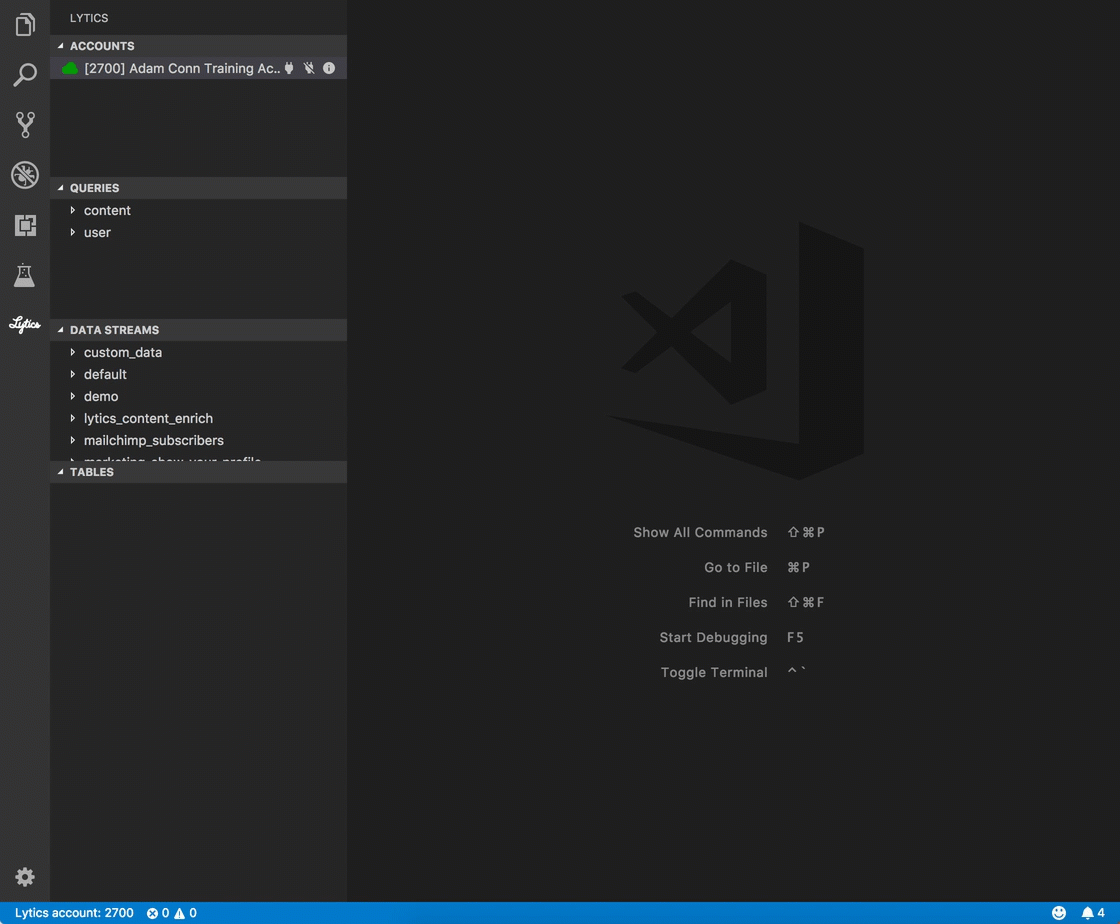 LYTICS
ACCOUNTS
[2700] Adam Conn Training Ac..
QUERIES
content
user
Lytics
DATA STREAMS
custom_data
default
demo
lytics_content_enrich
mailchimp_subscribers
marketing_show_your_profile
TABLES
Show All Commands ⇧⌘P
Go to File ⌘P
Find in Files ⇧⌘F
Start Debugging F5
Toggle Terminal ^`
Lytics account: 2700 0 0 4